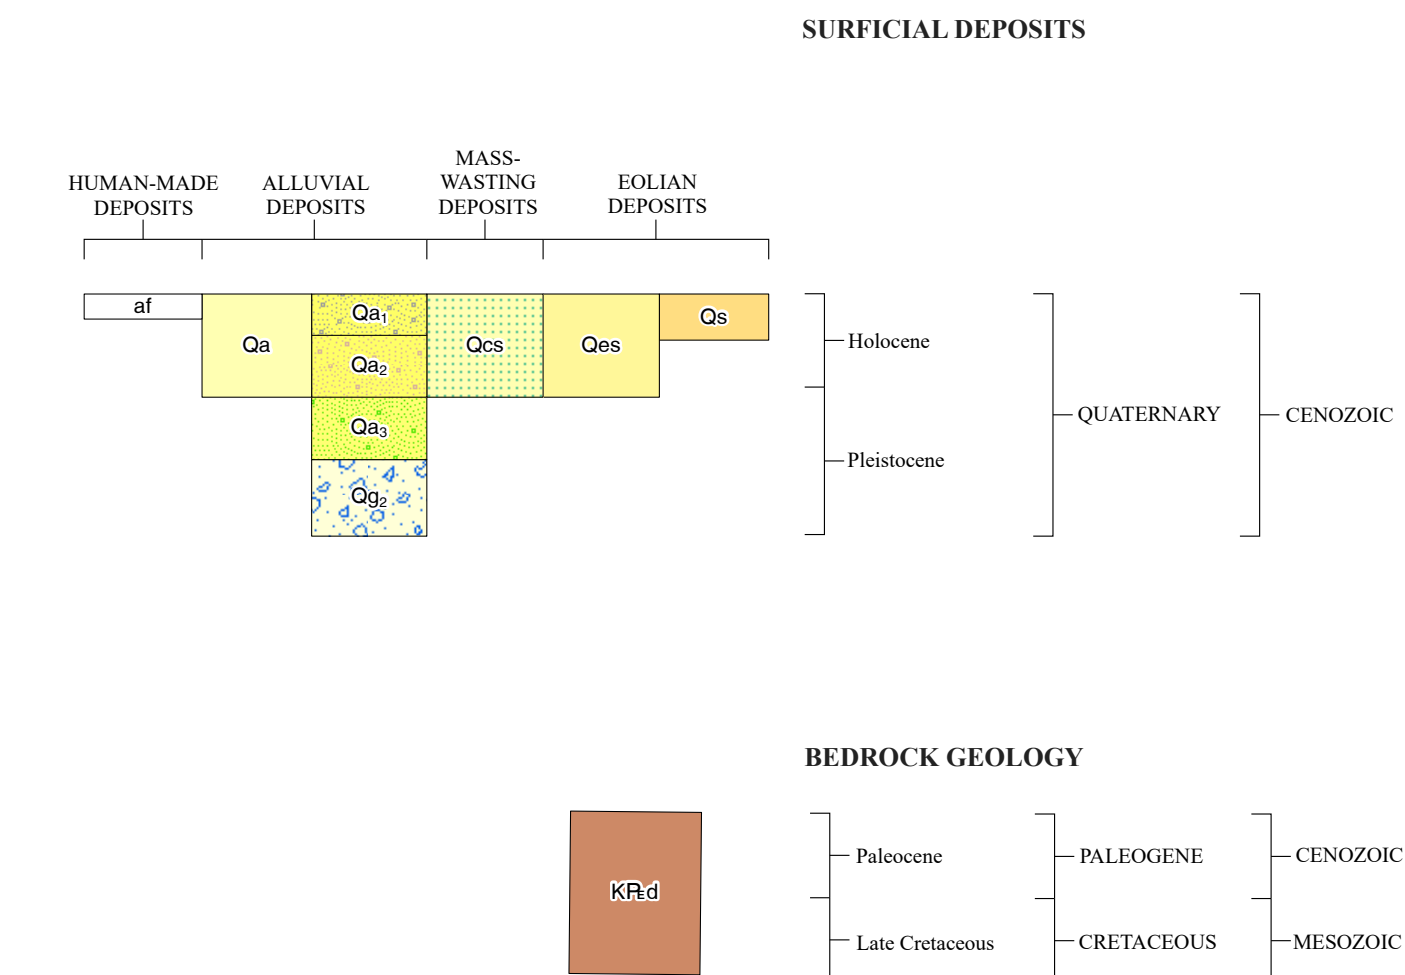 SURFICIAL DEPOSITS
HUMAN-MADE
DEPOSITS
ALLUVIAL
DEPOSITS
MASS-
WASTING
DEPOSITS
EOLIAN
DEPOSITS
af
Qa
Qa₁
Qa₂
Qa₃
Qg₂
Qcs
Qes
Qs
Holocene
Pleistocene
QUATERNARY
CENOZOIC
BEDROCK GEOLOGY
Paleocene
PALEOGENE
CENOZOIC
Late Cretaceous
CRETACEOUS
MESOZOIC